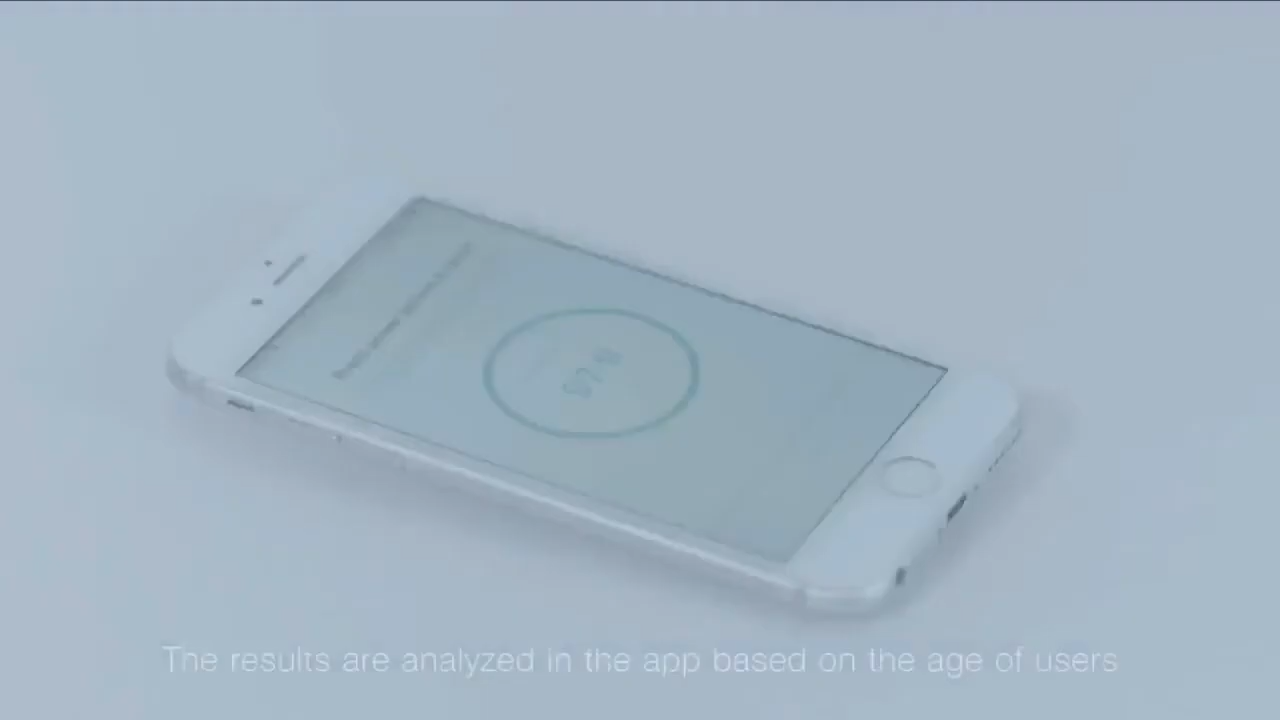 The results are analyzed in the app based on the age of users